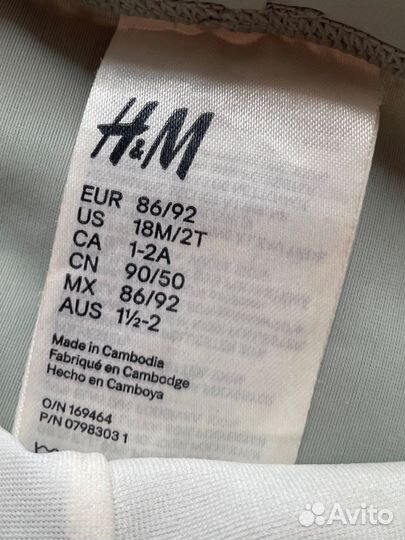 H&M
EUR 86/92
US 18M/2T
CA 1-2A
CN 90/50
MX 86/92
AUS 1½-2
Made in Cambodia
Fabriqué en Cambodge
Hecho en Camboya
O/N 169464
P/N 0798303 1
Avito